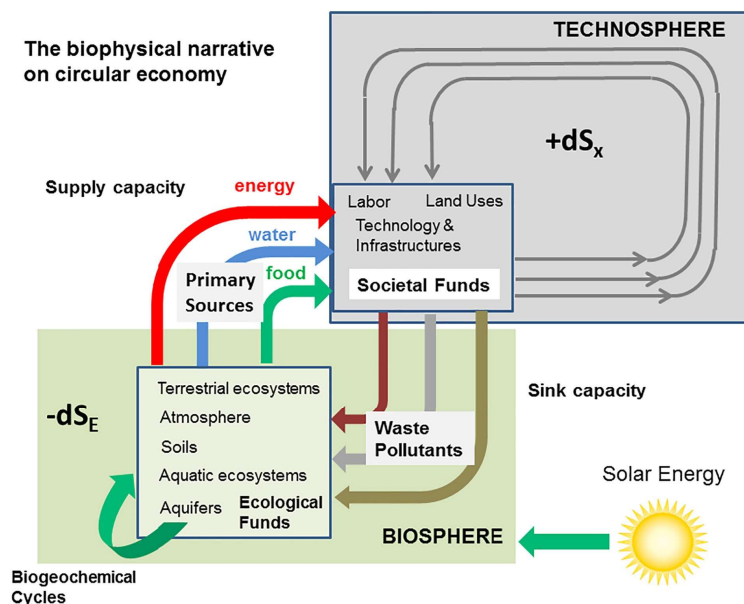 The biophysical narrative
on circular economy
TECHNOSPHERE
+dSx
Supply capacity
energy
water
food
Primary
Sources
Labor
Land Uses
Technology &
Infrastructures
Societal Funds
-dSE
Terrestrial ecosystems
Atmosphere
Soils
Aquatic ecosystems
Aquifers
Ecological
Funds
Waste
Pollutants
Sink capacity
BIOSPHERE
Solar Energy
Biogeochemical
Cycles